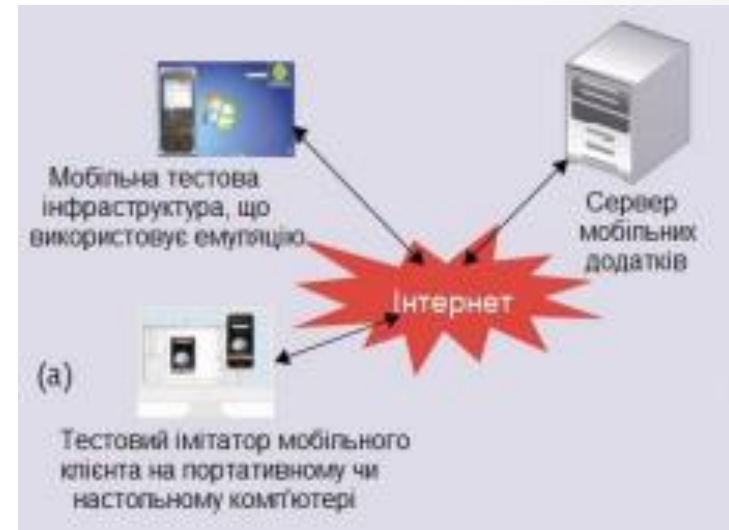 Мобільна тестова
інфраструктура, що
використовує емуляцію
Сервер
мобільних
додатків
Інтернет
(а)
Тестовий імітатор мобільного
клієнта на портативному чи
настольному комп'ютері